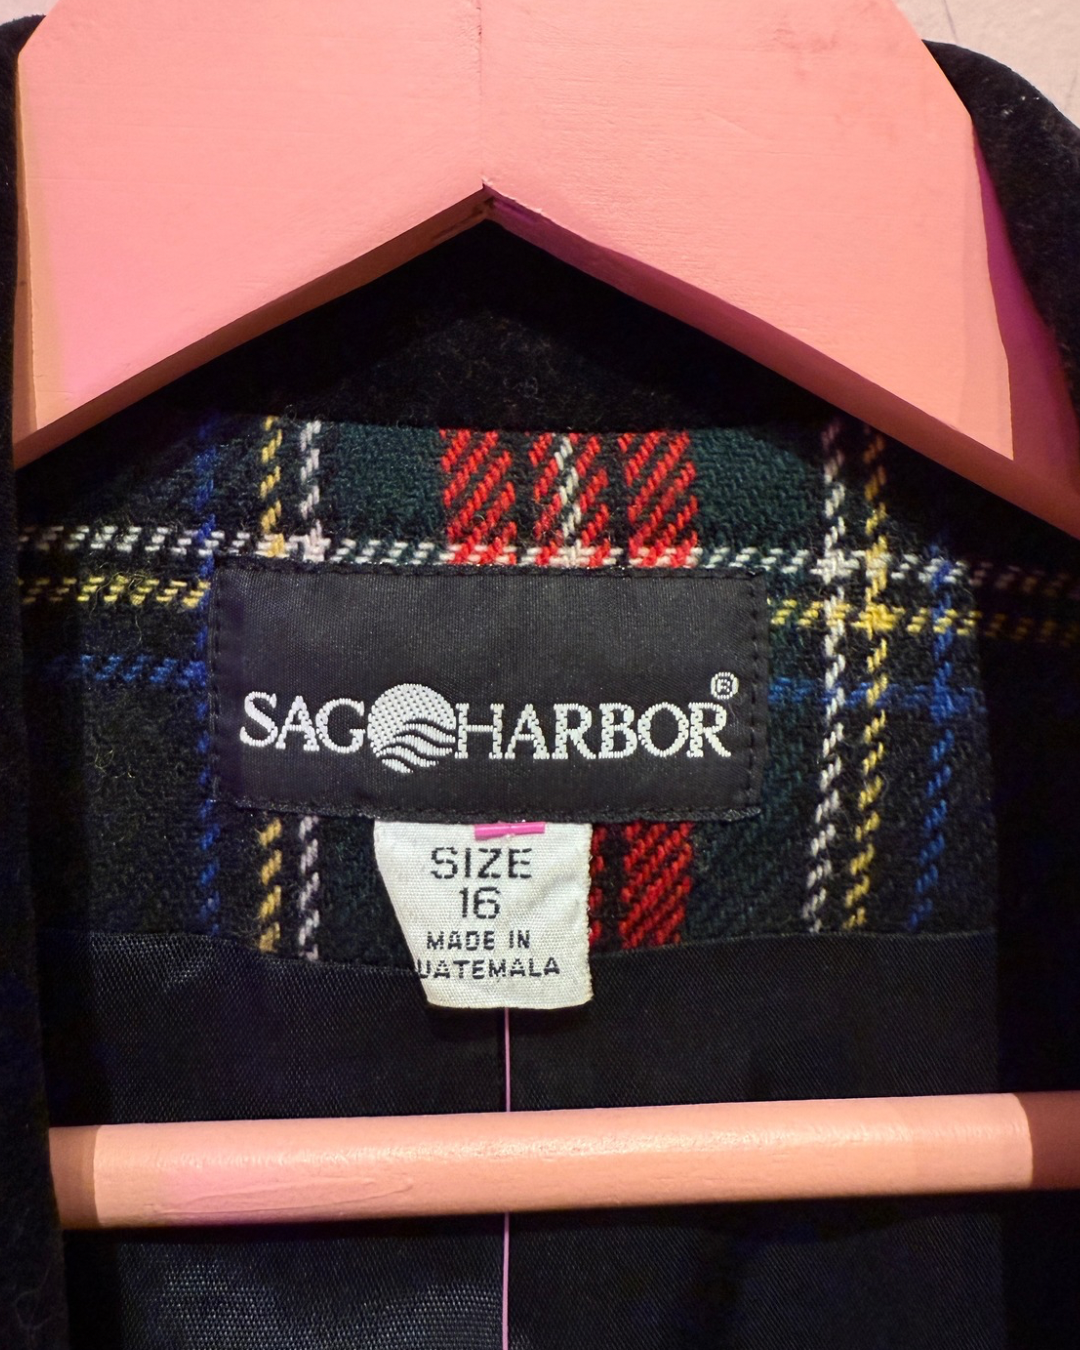 SAG HARBOR®
SIZE
16
MADE IN
UATEMALA